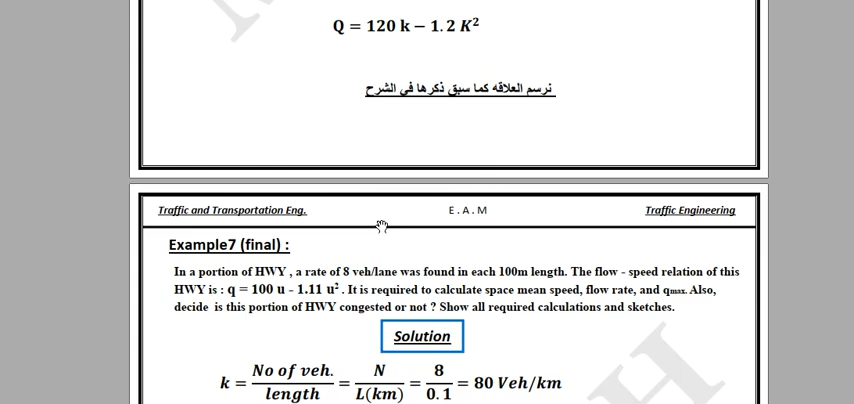 Q = 120 k − 1.2 K²
نرسم العلاقه كما سبق ذكرها في الشرح
Traffic and Transportation Eng. E . A . M Traffic Engineering
Example7 (final) :
In a portion of HWY , a rate of 8 veh/lane was found in each 100m length. The flow - speed relation of this
HWY is : q = 100 u - 1.11 u² . It is required to calculate space mean speed, flow rate, and qmax. Also,
decide is this portion of HWY congested or not ? Show all required calculations and sketches.
Solution
k = No of veh. / length = N / L(km) = 8 / 0.1 = 80 Veh/km